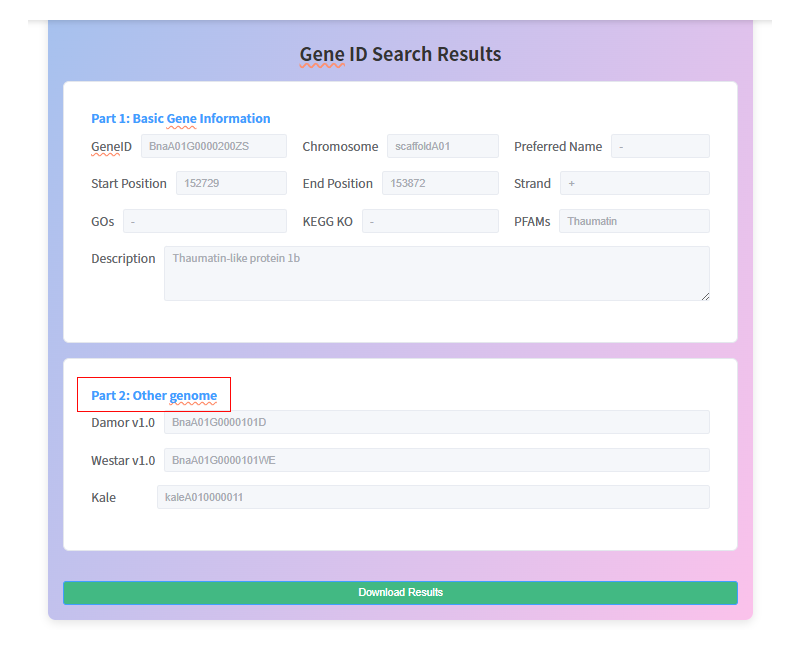 Gene ID Search Results
Part 1: Basic Gene Information
GeneID BnaA01G0000200ZS Chromosome scaffoldA01 Preferred Name -
Start Position 152729 End Position 153872 Strand +
GOs - KEGG KO - PFAMs Thaumatin
Description Thaumatin-like protein 1b
Part 2: Other genome
Damor v1.0 BnaA01G0000101D
Westar v1.0 BnaA01G0000101WE
Kale kaleA010000011
Download Results